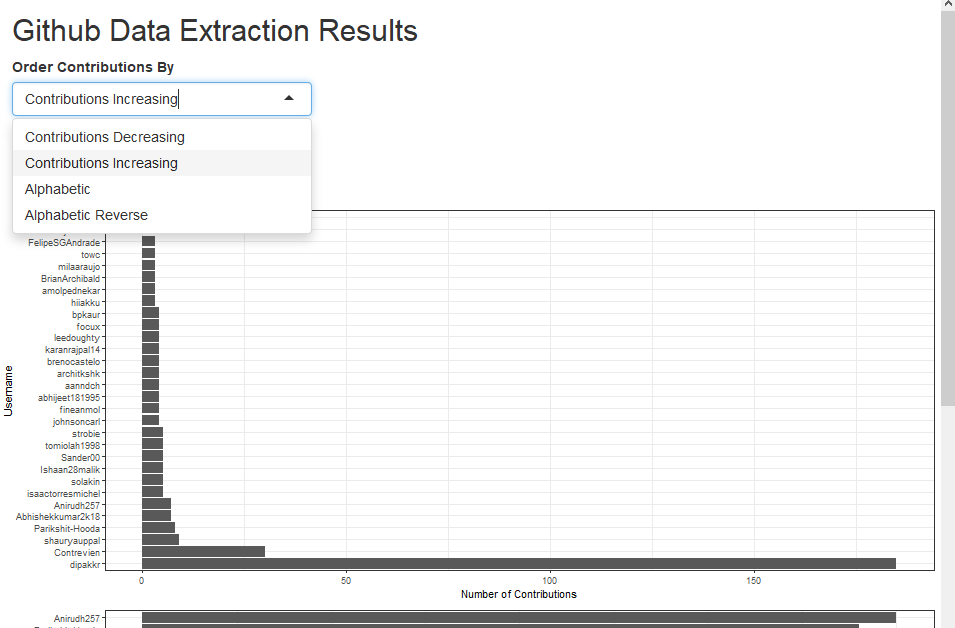 Github Data Extraction Results
Order Contributions By
Contributions Increasing
Contributions Decreasing
Contributions Increasing
Alphabetic
Alphabetic Reverse
FelipeSGAndrade
towc
milaaraujo
BrianArchibald
amolpednekar
hiiakku
bpkaur
focux
leedoughty
karanrajpal14
brenocastelo
architkshk
aanndch
abhijeet181995
fineanmol
johnsoncarl
strobie
tomiolah1998
Sander00
Ishaan28malik
solakin
isaactorresmichel
Anirudh257
Abhishekkumar2k18
Parikshit-Hooda
shauryauppal
Contrevien
dipakkr
Username
0 50 100 150
Number of Contributions
Anirudh257